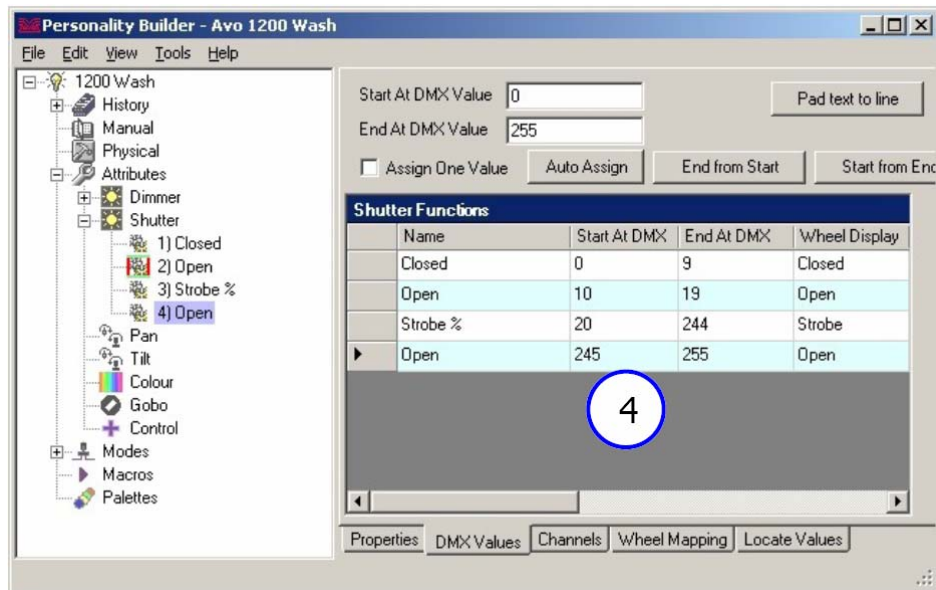 Personality Builder - Avo 1200 Wash
File Edit View Tools Help
1200 Wash
History
Manual
Physical
Attributes
Dimmer
Shutter
1) Closed
2) Open
3) Strobe %
4) Open
Pan
Tilt
Colour
Gobo
Control
Modes
Macros
Palettes
Start At DMX Value 0
Pad text to line
End At DMX Value 255
Assign One Value Auto Assign End from Start Start from End
Shutter Functions
Name Start At DMX End At DMX Wheel Display
Closed 0 9 Closed
Open 10 19 Open
Strobe % 20 244 Strobe
Open 245 255 Open
4
Properties DMX Values Channels Wheel Mapping Locate Values